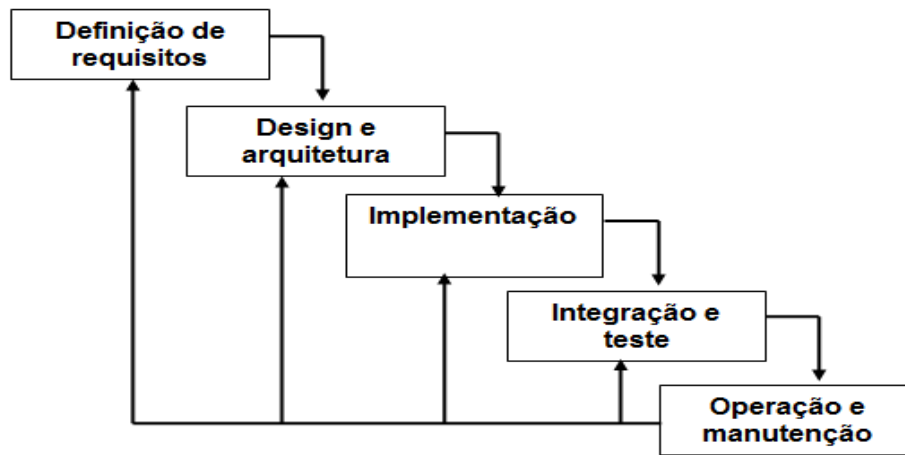 Definição de
requisitos
Design e
arquitetura
Implementação
Integração e
teste
Operação e
manutenção